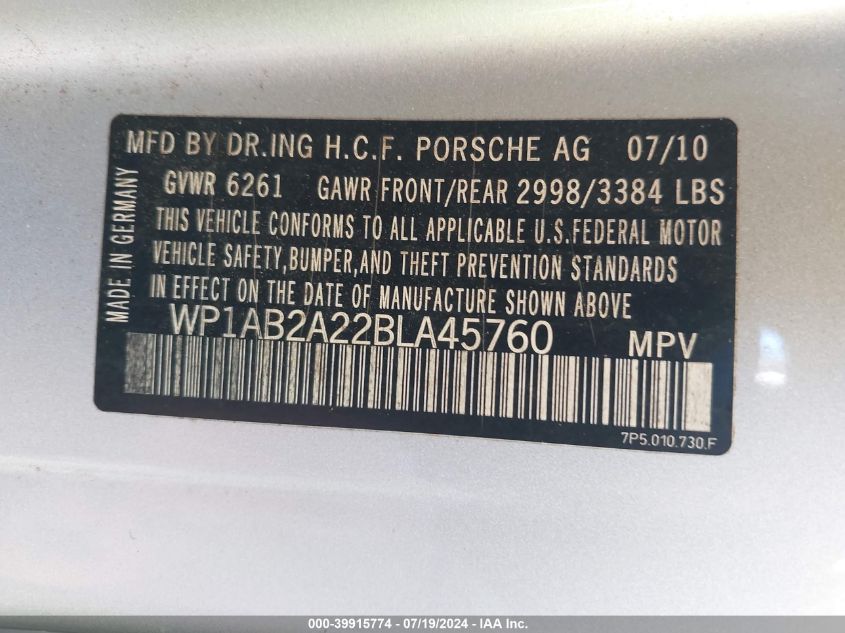 MFD BY DR.ING H.C.F. PORSCHE AG 07/10
GVWR 6261 GAWR FRONT/REAR 2998/3384 LBS
THIS VEHICLE CONFORMS TO ALL APPLICABLE U.S.FEDERAL MOTOR
VEHICLE SAFETY,BUMPER,AND THEFT PREVENTION STANDARDS
IN EFFECT ON THE DATE OF MANUFACTURE SHOWN ABOVE
WP1AB2A22BLA45760 MPV
7P5.010.730.F
MADE IN GERMANY
000-39915774 - 07/19/2024 - IAA Inc.